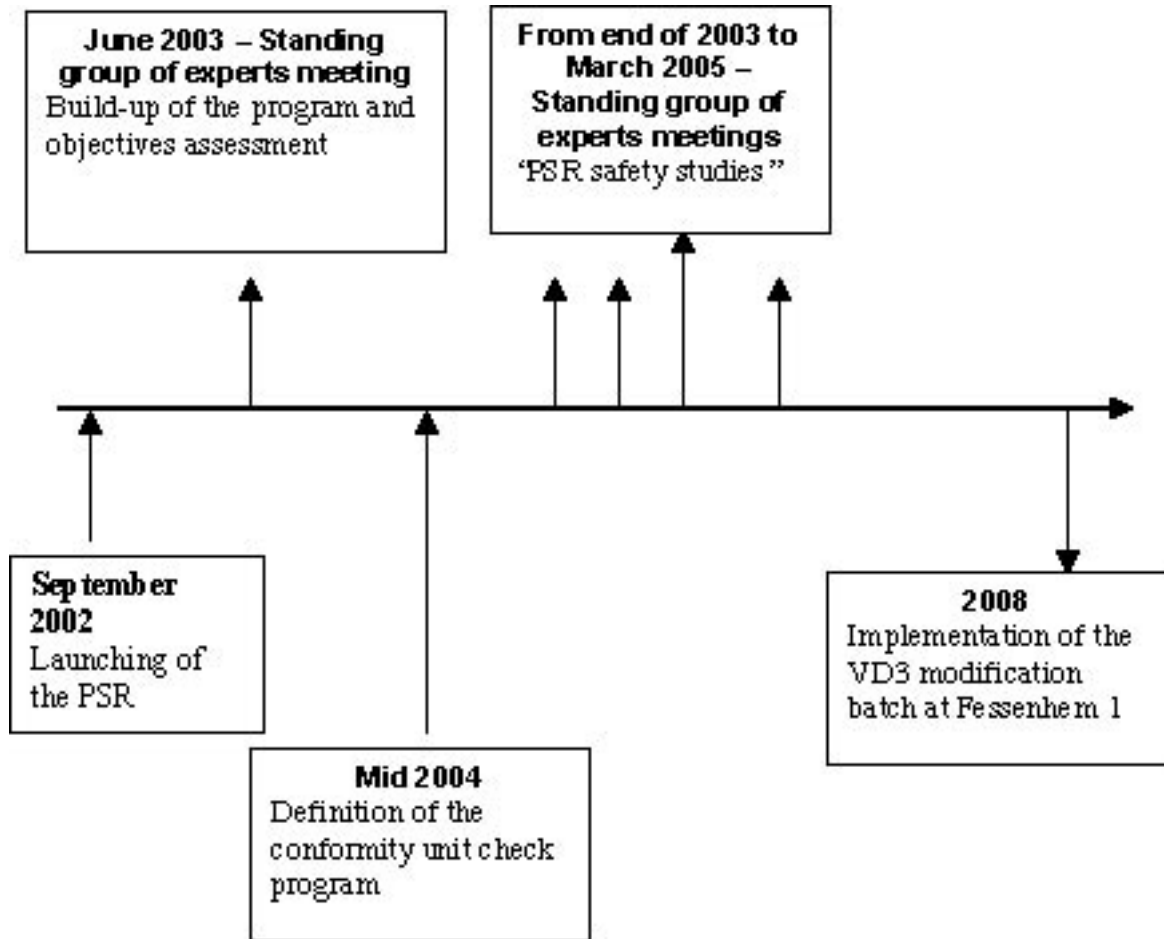 June 2003 – Standing
group of experts meeting
Build-up of the program and
objectives assessment
From end of 2003 to
March 2005 –
Standing group of
experts meetings
“PSR safety studies”
September
2002
Launching of
the PSR
Mid 2004
Definition of the
conformity unit check
program
2008
Implementation of the
VD3 modification
batch at Fessenhem 1